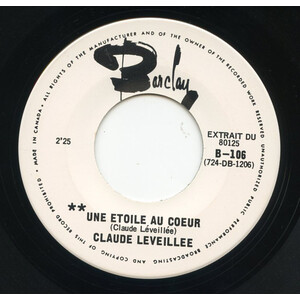 Barclay
ALL RIGHTS OF THE MANUFACTURER AND OF THE OWNER OF THE RECORDED WORK RESERVED. UNAUTHORIZED PUBLIC PERFORMANCE BROADCASTING AND COPYING OF THIS RECORD PROHIBITED • MADE IN CANADA •
2'25
EXTRAIT DU
80125
B-106
(724-DB-1206)
** UNE ETOILE AU COEUR
(Claude Léveillée)
CLAUDE LEVEILLEE